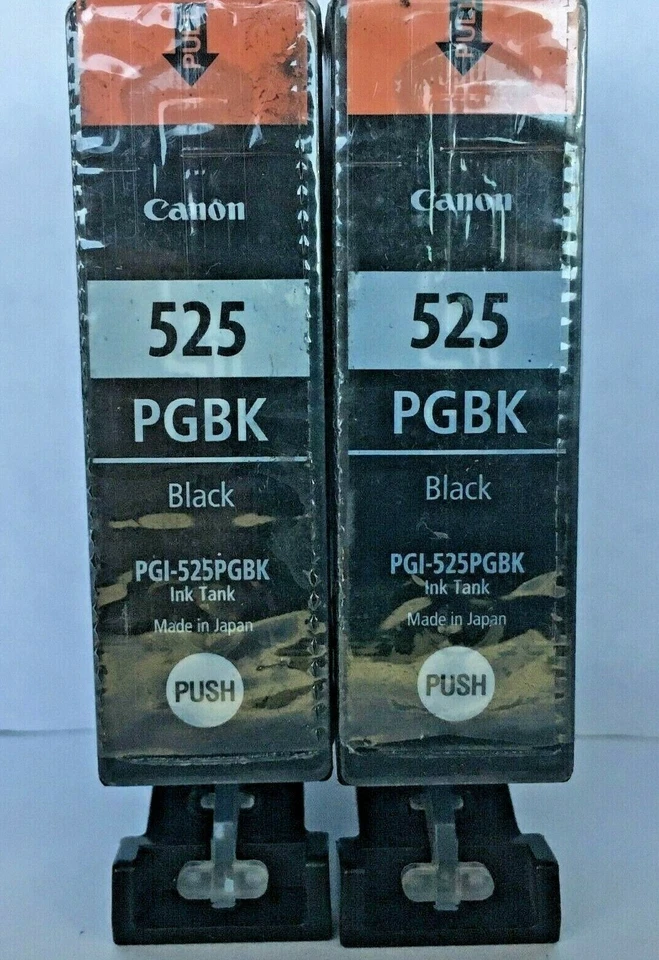 PULL
Canon
525
PGBK
Black
PGI-525PGBK
Ink Tank
Made in Japan
PUSH
PULL
Canon
525
PGBK
Black
PGI-525PGBK
Ink Tank
Made in Japan
PUSH